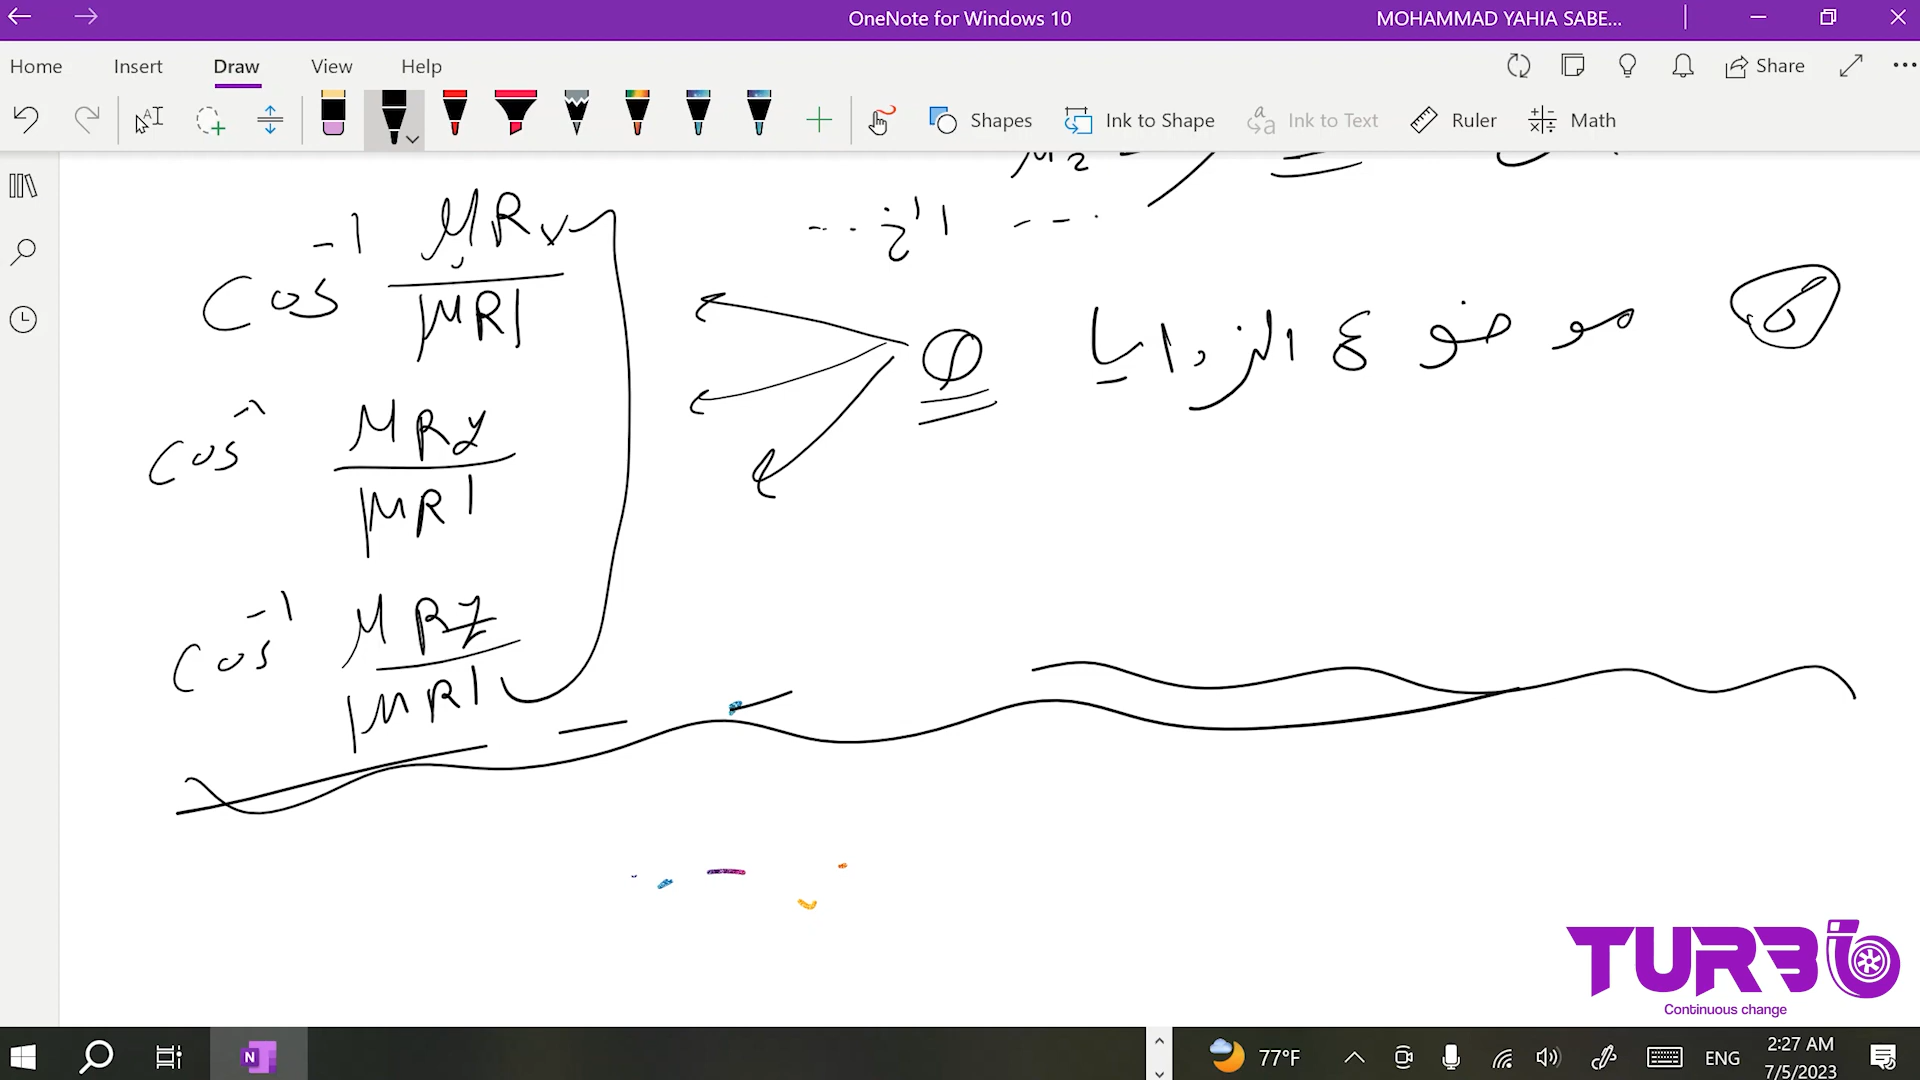 OneNote for Windows 10
MOHAMMAD YAHIA SABE...
Home Insert Draw View Help
Share
Shapes Ink to Shape Ink to Text Ruler Math
... الخ ...
cos⁻¹ MRx / |MR|
موضوع الزوايا
cos⁻¹ MRy / |MR|
cos⁻¹ MRz / |MR|
TURBO
Continuous change
77°F
ENG
2:27 AM
7/5/2023